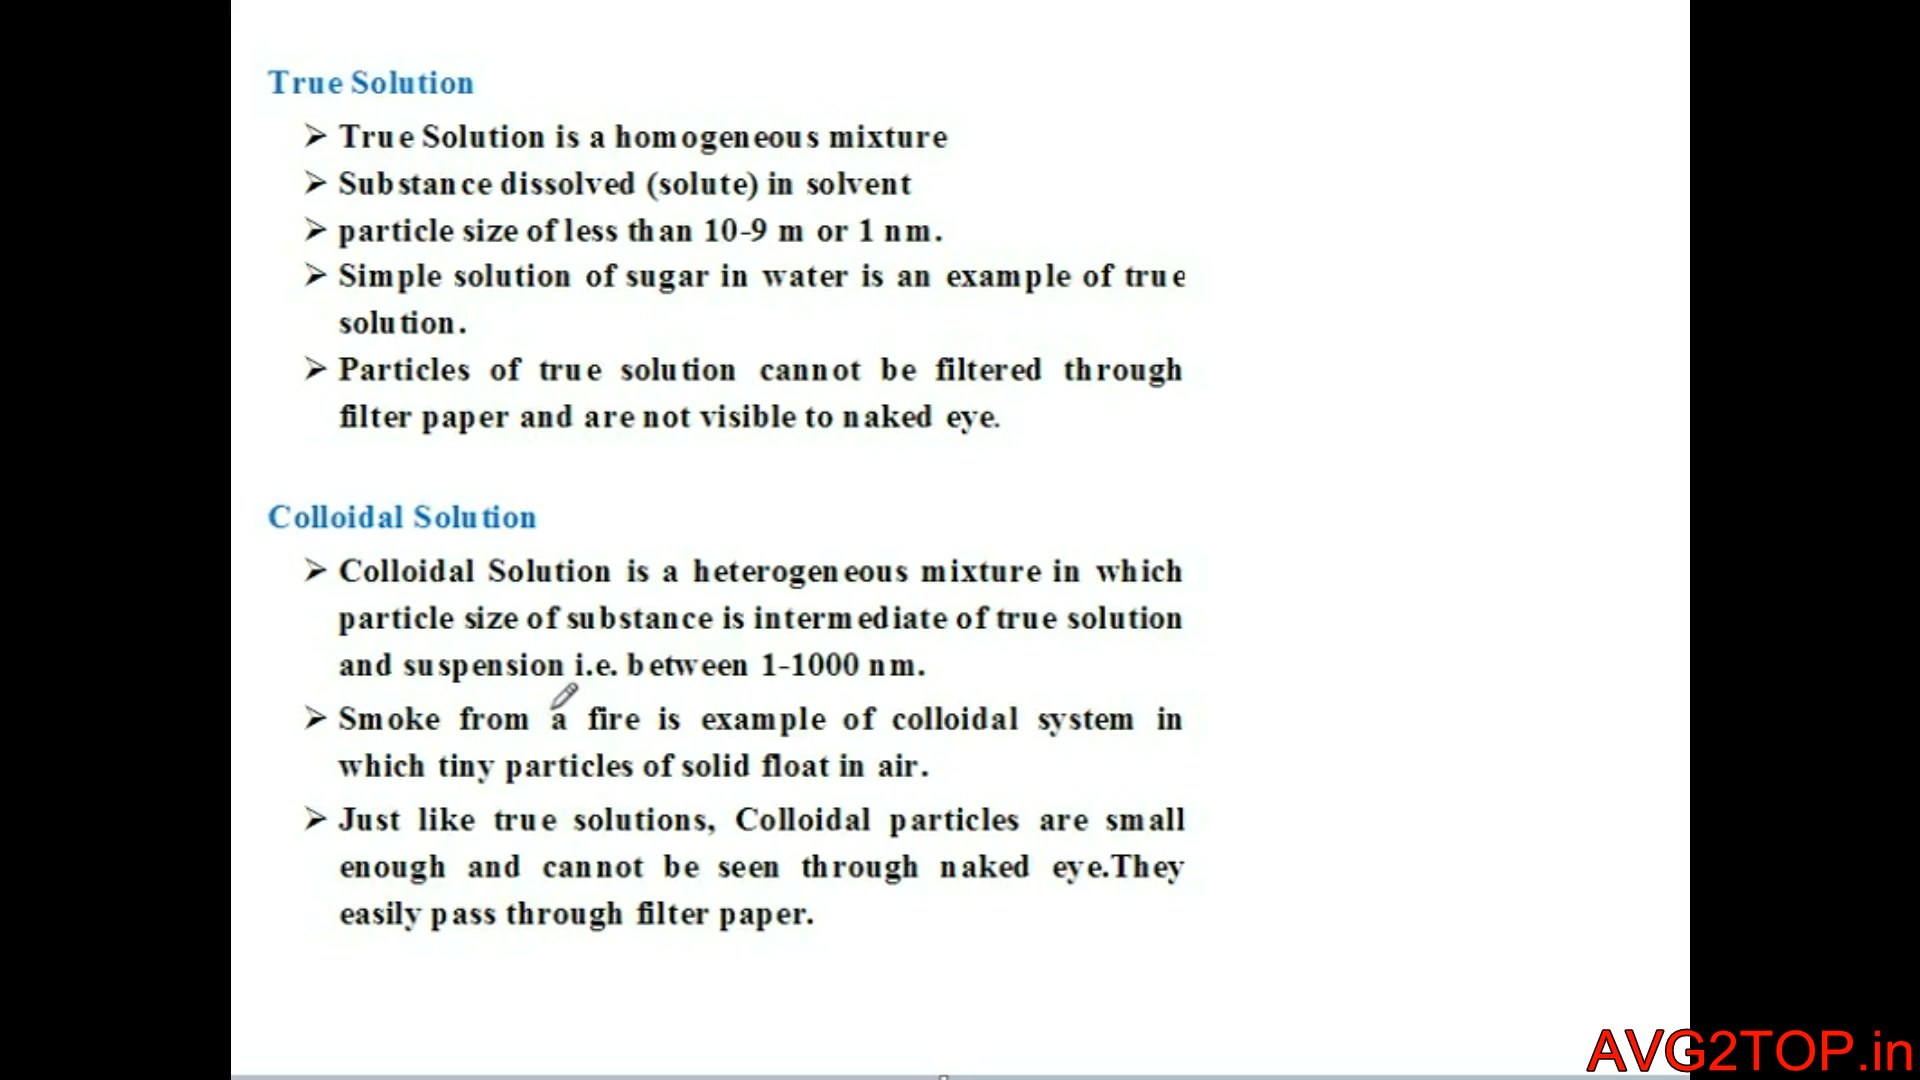 True Solution
➢ True Solution is a homogeneous mixture
➢ Substance dissolved (solute) in solvent
➢ particle size of less than 10-9 m or 1 nm.
➢ Simple solution of sugar in water is an example of true
solution.
➢ Particles of true solution cannot be filtered through
filter paper and are not visible to naked eye.
Colloidal Solution
➢ Colloidal Solution is a heterogeneous mixture in which
particle size of substance is intermediate of true solution
and suspension i.e. between 1-1000 nm.
➢ Smoke from a fire is example of colloidal system in
which tiny particles of solid float in air.
➢ Just like true solutions, Colloidal particles are small
enough and cannot be seen through naked eye.They
easily pass through filter paper.
AVG2TOP.in